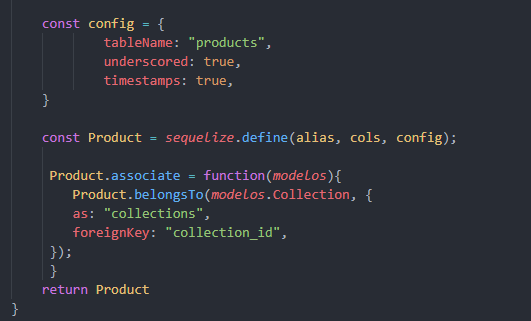 const config = {
tableName: "products",
underscored: true,
timestamps: true,
}
const Product = sequelize.define(alias, cols, config);
Product.associate = function(modelos){
Product.belongsTo(modelos.Collection, {
as: "collections",
foreignKey: "collection_id",
});
}
return Product
}